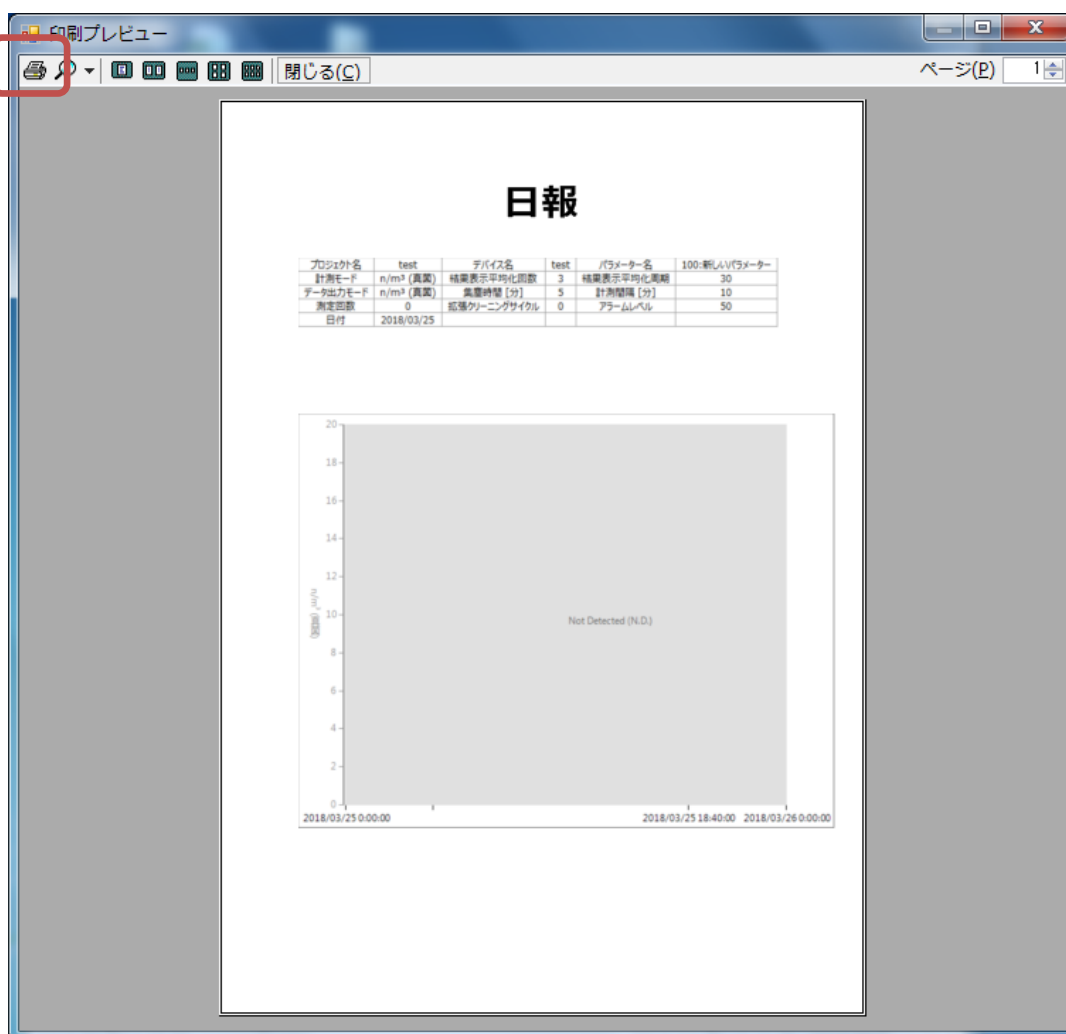 印刷プレビュー
閉じる(C) ページ(P) 1
日報
プロジェクト名 test デバイス名 test パラメーター名 100:新しいパラメーター
計測モード n/m³ (真菌) 結果表示平均化回数 3 結果表示平均化周期 30
データ出力モード n/m³ (真菌) 集塵時間 [分] 5 計測間隔 [分] 10
測定回数 0 拡張クリーニングサイクル 0 アラームレベル 50
日付 2018/03/25
20
18
16
14
12
n/m³ (真菌)
10
Not Detected (N.D.)
8
6
4
2
0
2018/03/25 0:00:00 2018/03/25 18:40:00 2018/03/26 0:00:00